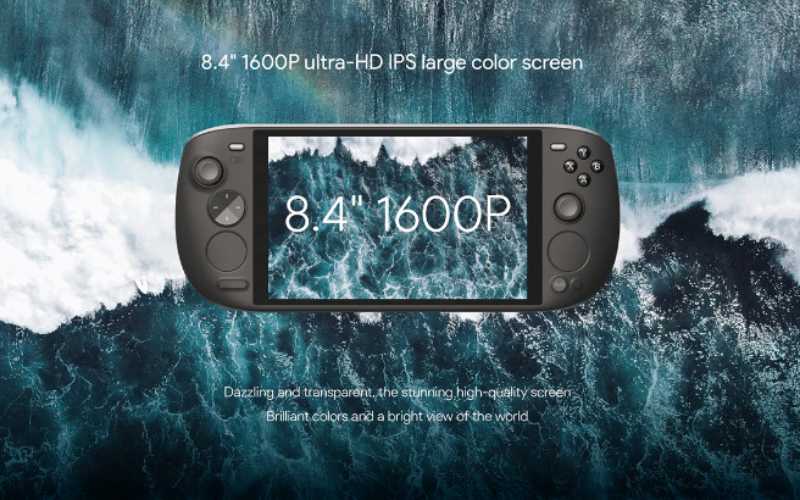 8.4" 1600P ultra-HD IPS large color screen
8.4" 1600P
Dazzling and transparent, the stunning high-quality screen
Brilliant colors and a bright view of the world